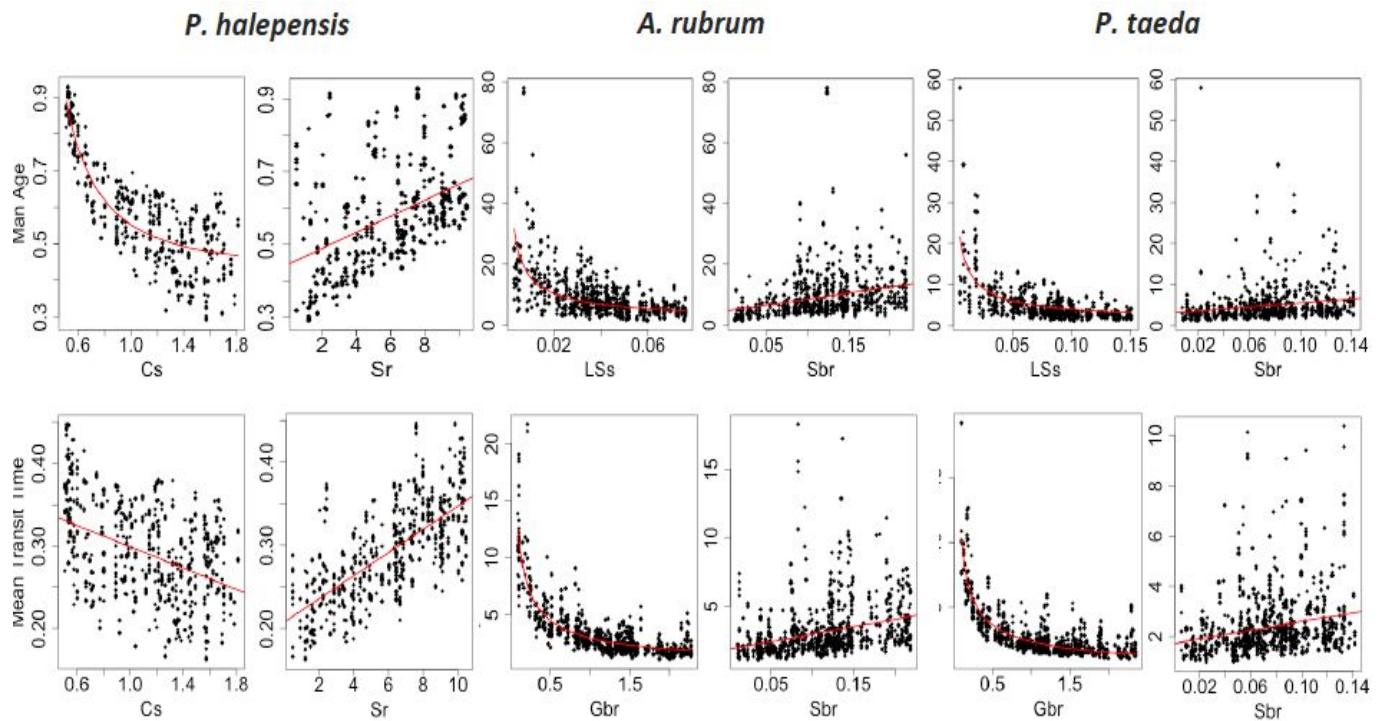 P. halepensis A. rubrum P. taeda
Man Age
0.3 0.5 0.7 0.9
0.6 1.0 1.4 1.8
Cs
0.3 0.5 0.7 0.9
2 4 6 8
Sr
0 20 40 60 80
0.02 0.06
LSs
0 20 40 60 80
0.05 0.15
Sbr
0 10 20 30 40 50 60
0.05 0.10 0.15
LSs
0 10 20 30 40 50 60
0.02 0.06 0.10 0.14
Sbr
Mean Transit Time
0.20 0.30 0.40
0.6 1.0 1.4 1.8
Cs
0.20 0.30 0.40
2 4 6 8 10
Sr
5 10 15 20
0.5 1.5
Gbr
5 10 15
0.05 0.15
Sbr
0.5 1.5
Gbr
2 4 6 8 10
0.02 0.06 0.10 0.14
Sbr